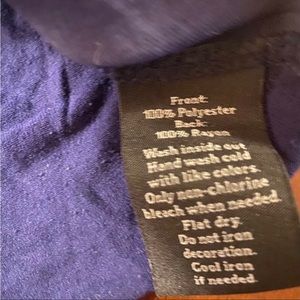 Front:
100% Polyester
Back:
100% Rayon
Wash inside out
Hand wash cold
with like colors.
Only non-chlorine
bleach when needed.
Flat dry.
Do not iron
decoration.
Cool iron
if needed.